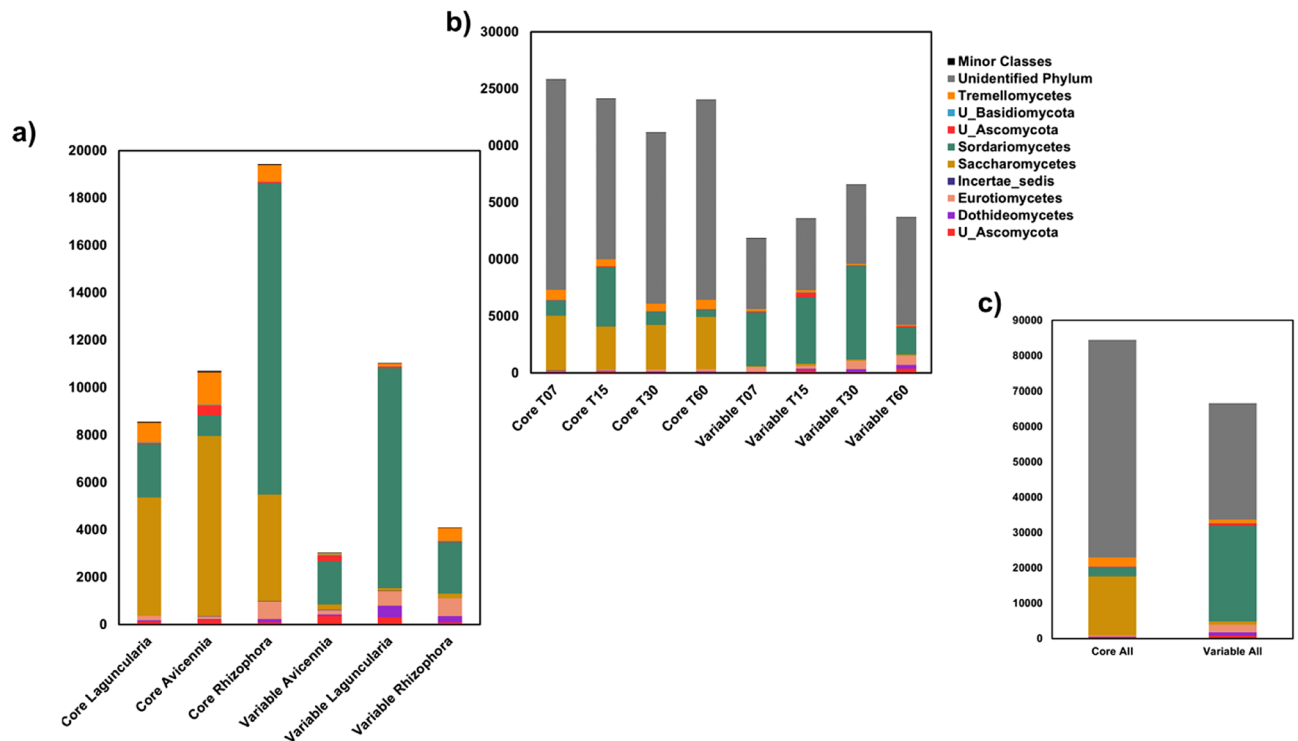 a)
20000
18000
16000
14000
12000
10000
8000
6000
4000
2000
0
Core Laguncularia
Core Avicennia
Core Rhizophora
Variable Avicennia
Variable Laguncularia
Variable Rhizophora
b)
30000
25000
0000
5000
0000
5000
0
Core T07
Core T15
Core T30
Core T60
Variable T07
Variable T15
Variable T30
Variable T60
Minor Classes
Unidentified Phylum
Tremellomycetes
U_Basidiomycota
U_Ascomycota
Sordariomycetes
Saccharomycetes
Incertae_sedis
Eurotiomycetes
Dothideomycetes
U_Ascomycota
c)
90000
80000
70000
60000
50000
40000
30000
20000
10000
0
Core All
Variable All